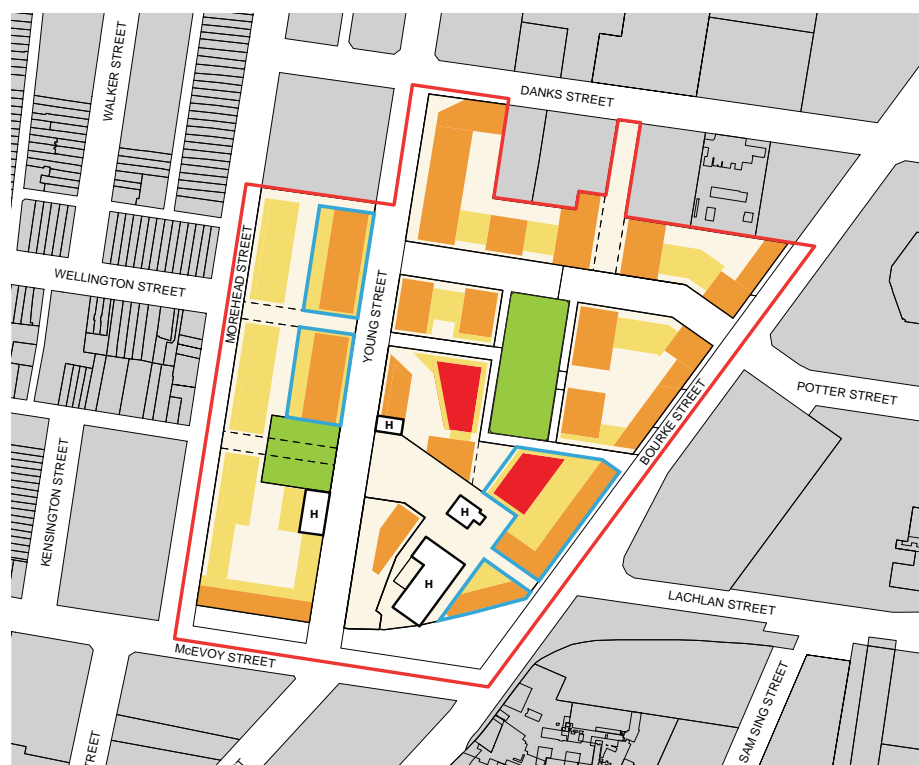 WALKER STREET
DANKS STREET
WELLINGTON STREET
MOREHEAD STREET
YOUNG STREET
POTTER STREET
BOURKE STREET
KENSINGTON STREET
H
H
H
H
LACHLAN STREET
McEVOY STREET
SAM SING STREET
STREET